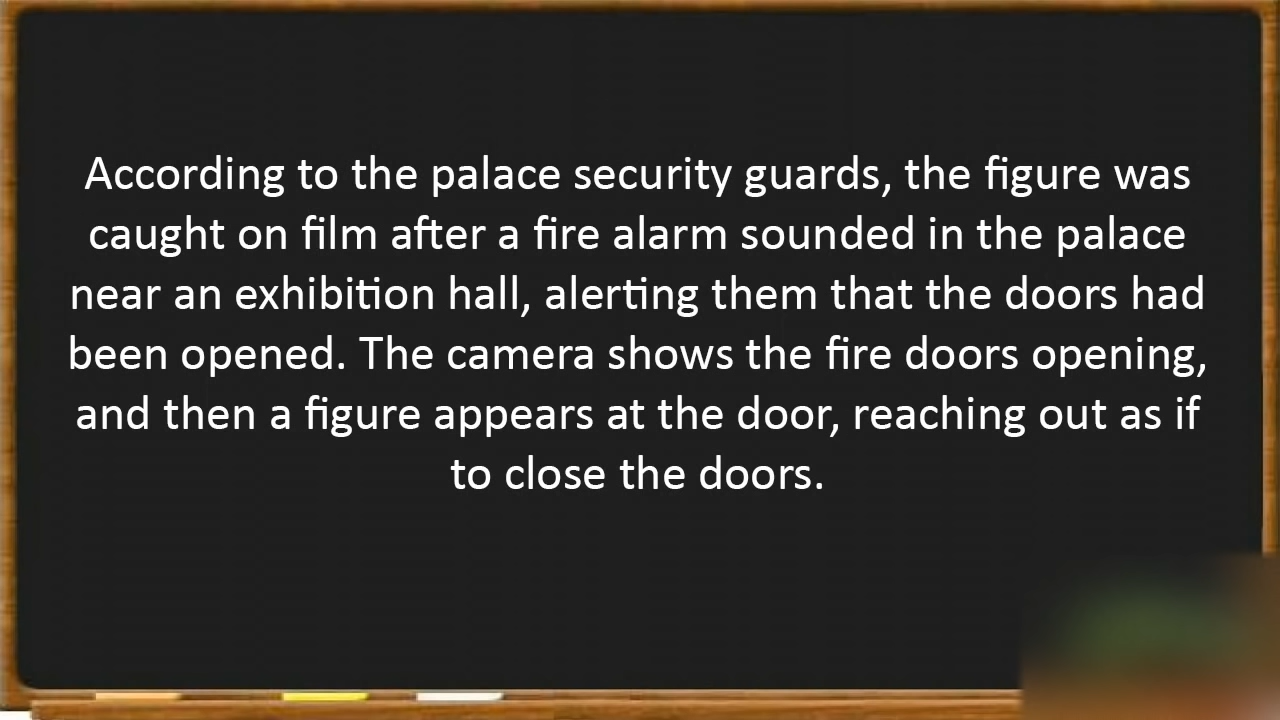 According to the palace security guards, the figure was
caught on film after a fire alarm sounded in the palace
near an exhibition hall, alerting them that the doors had
been opened. The camera shows the fire doors opening,
and then a figure appears at the door, reaching out as if
to close the doors.